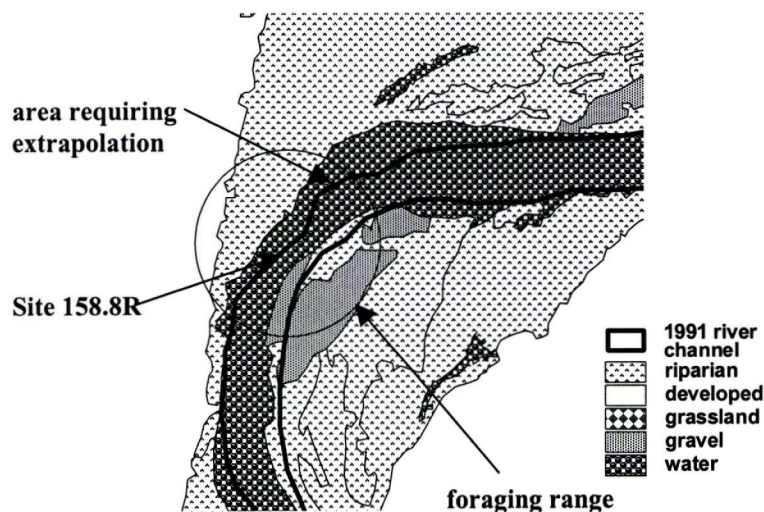 area requiring
extrapolation
Site 158.8R
1991 river
channel
riparian
developed
grassland
gravel
water
foraging range